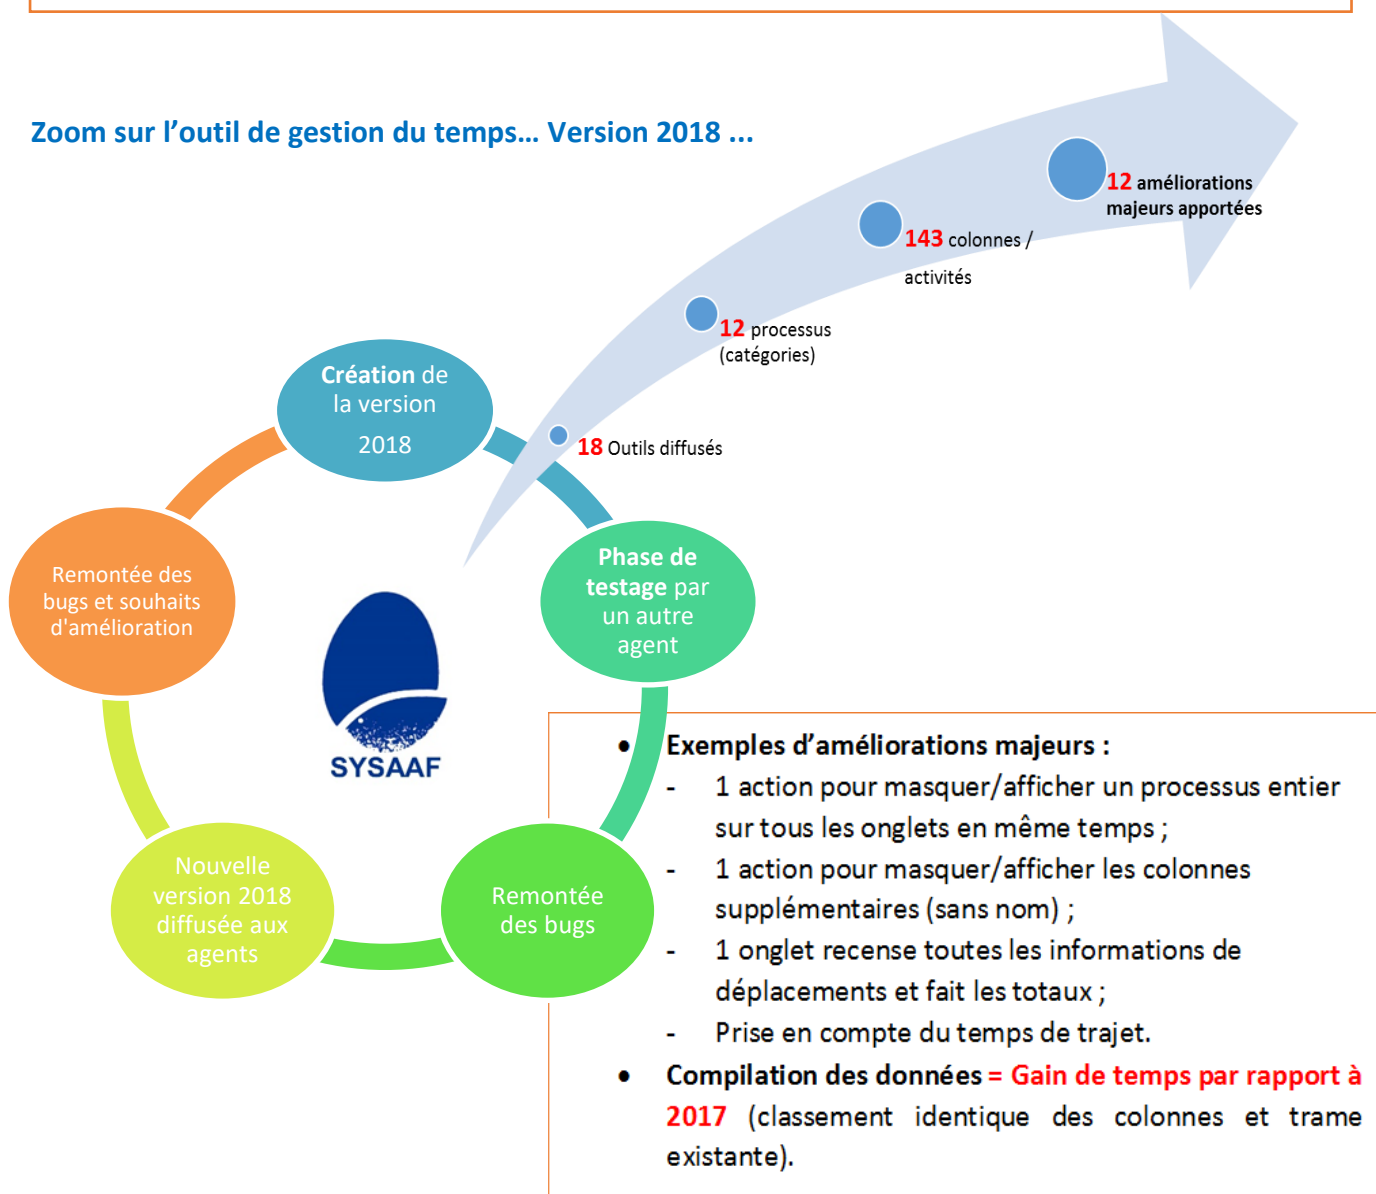 Zoom sur l’outil de gestion du temps… Version 2018 ...
12 améliorations
majeurs apportées
143 colonnes /
activités
12 processus
(catégories)
18 Outils diffusés
Création de
la version
2018
Phase de
testage par
un autre
agent
Remontée
des bugs
Nouvelle
version 2018
diffusée aux
agents
Remontée des
bugs et souhaits
d'amélioration
SYSAAF
• Exemples d’améliorations majeurs :
- 1 action pour masquer/afficher un processus entier
sur tous les onglets en même temps ;
- 1 action pour masquer/afficher les colonnes
supplémentaires (sans nom) ;
- 1 onglet recense toutes les informations de
déplacements et fait les totaux ;
- Prise en compte du temps de trajet.
• Compilation des données = Gain de temps par rapport à
2017 (classement identique des colonnes et trame
existante).